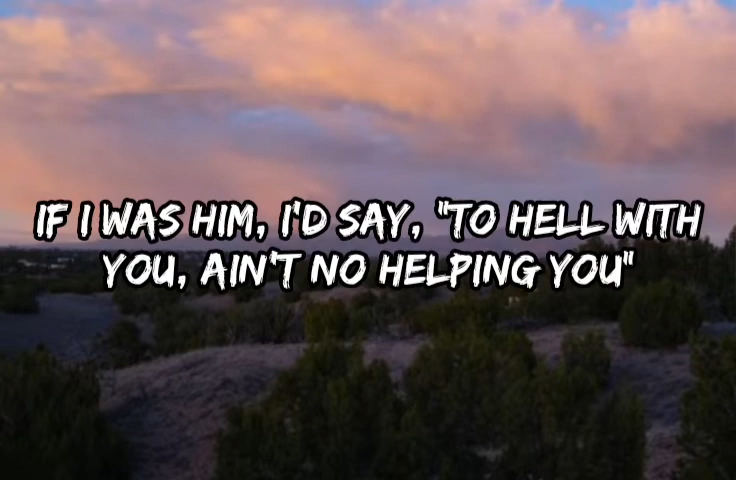 IF I WAS HIM, I'D SAY, "TO HELL WITH
YOU, AIN'T NO HELPING YOU"